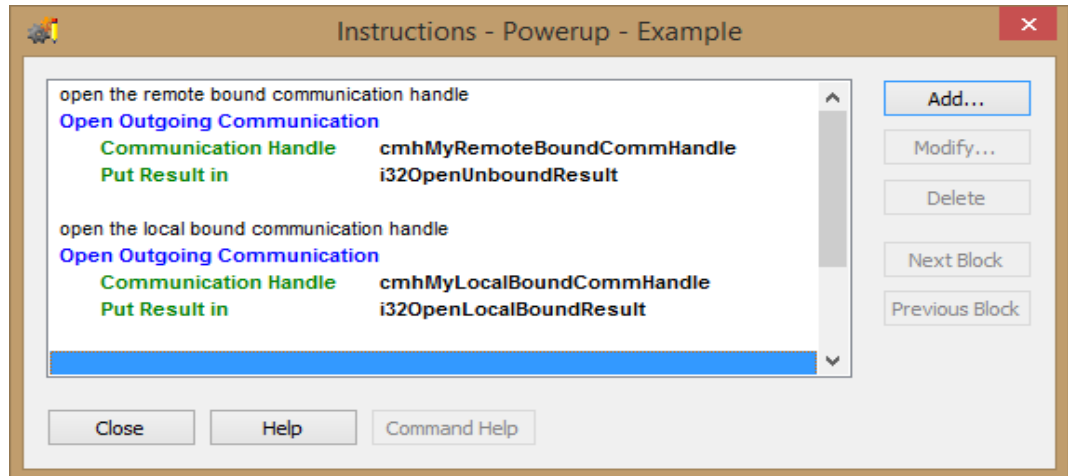 Instructions - Powerup - Example
open the remote bound communication handle
Open Outgoing Communication
Communication Handle cmhMyRemoteBoundCommHandle
Put Result in i32OpenUnboundResult
open the local bound communication handle
Open Outgoing Communication
Communication Handle cmhMyLocalBoundCommHandle
Put Result in i32OpenLocalBoundResult
Add...
Modify...
Delete
Next Block
Previous Block
Close Help Command Help